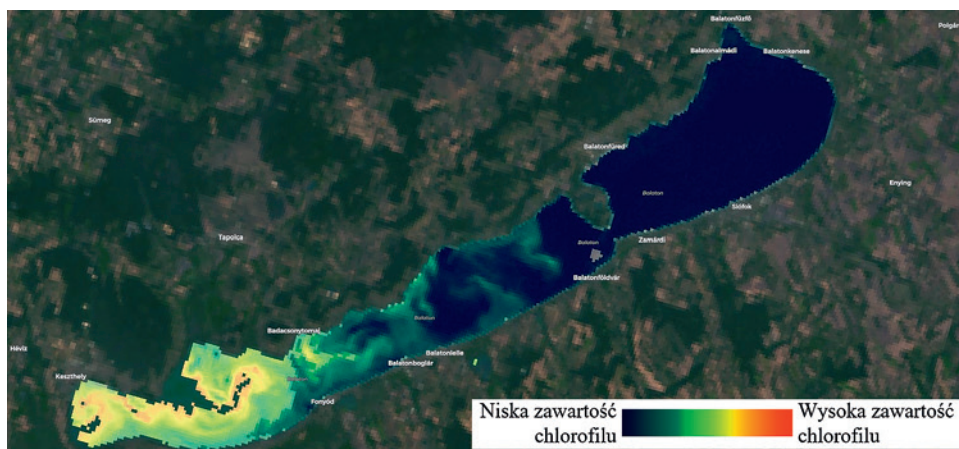 Balatonfűzfő
Polgár
Balatonalmádi
Balatonkenese
Sümeg
Balatonfüred
Enying
Balaton
Siófok
Tapolca
Balaton
Zamárdi
Balatonföldvár
Balaton
Badacsonytomaj
Hévíz
Balatonlelle
Balatonboglár
Keszthely
Fonyód
Niska zawartość
chlorofilu
Wysoka zawartość
chlorofilu